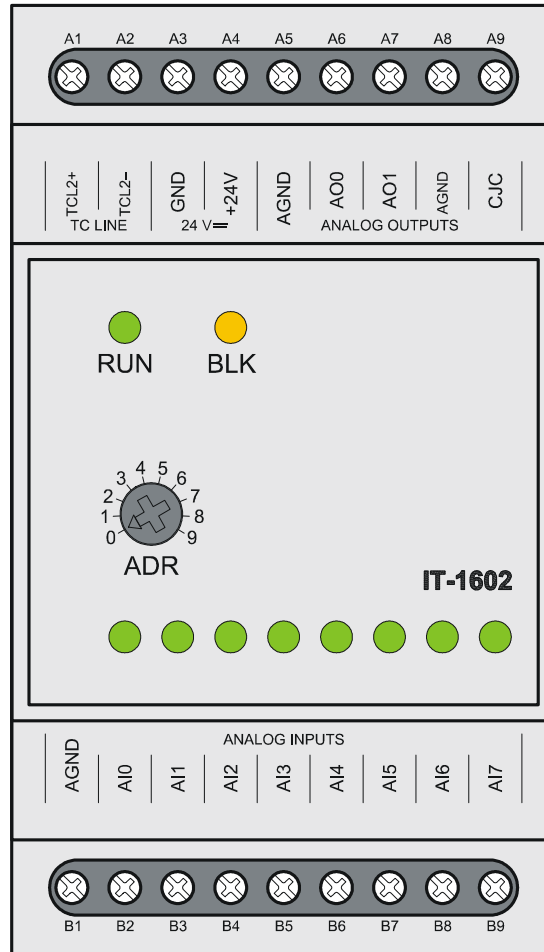 A1 A2 A3 A4 A5 A6 A7 A8 A9
TCL2+ TCL2– GND +24V AGND AO0 AO1 AGND CJC
TC LINE 24 V ANALOG OUTPUTS
RUN BLK
0 1 2 3 4 5 6 7 8 9
ADR
IT-1602
ANALOG INPUTS
AGND AI0 AI1 AI2 AI3 AI4 AI5 AI6 AI7
B1 B2 B3 B4 B5 B6 B7 B8 B9